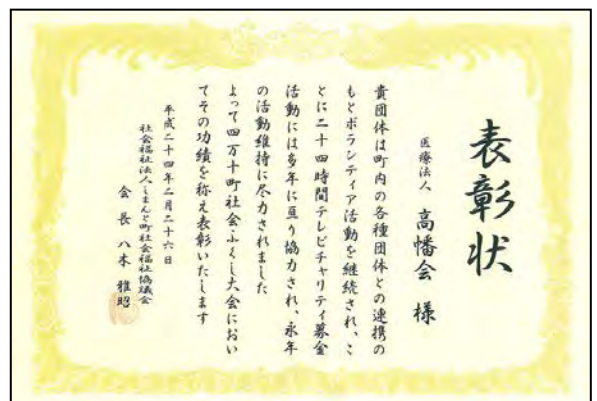 表彰状
医療法人 高幡会 様
貴団体は町内の各種団体との連携の
もとボランティア活動を継続され、こ
とに二十四時間テレビチャリティ募金
活動には多年に亘り協力され、永年
の活動維持に尽力されました
よって四万十町社会ふくし大会におい
てその功績を称え表彰いたします
平成二十四年二月二十六日
社会福祉法人しまんと町社会福祉協議会
会長 八木 雅昭